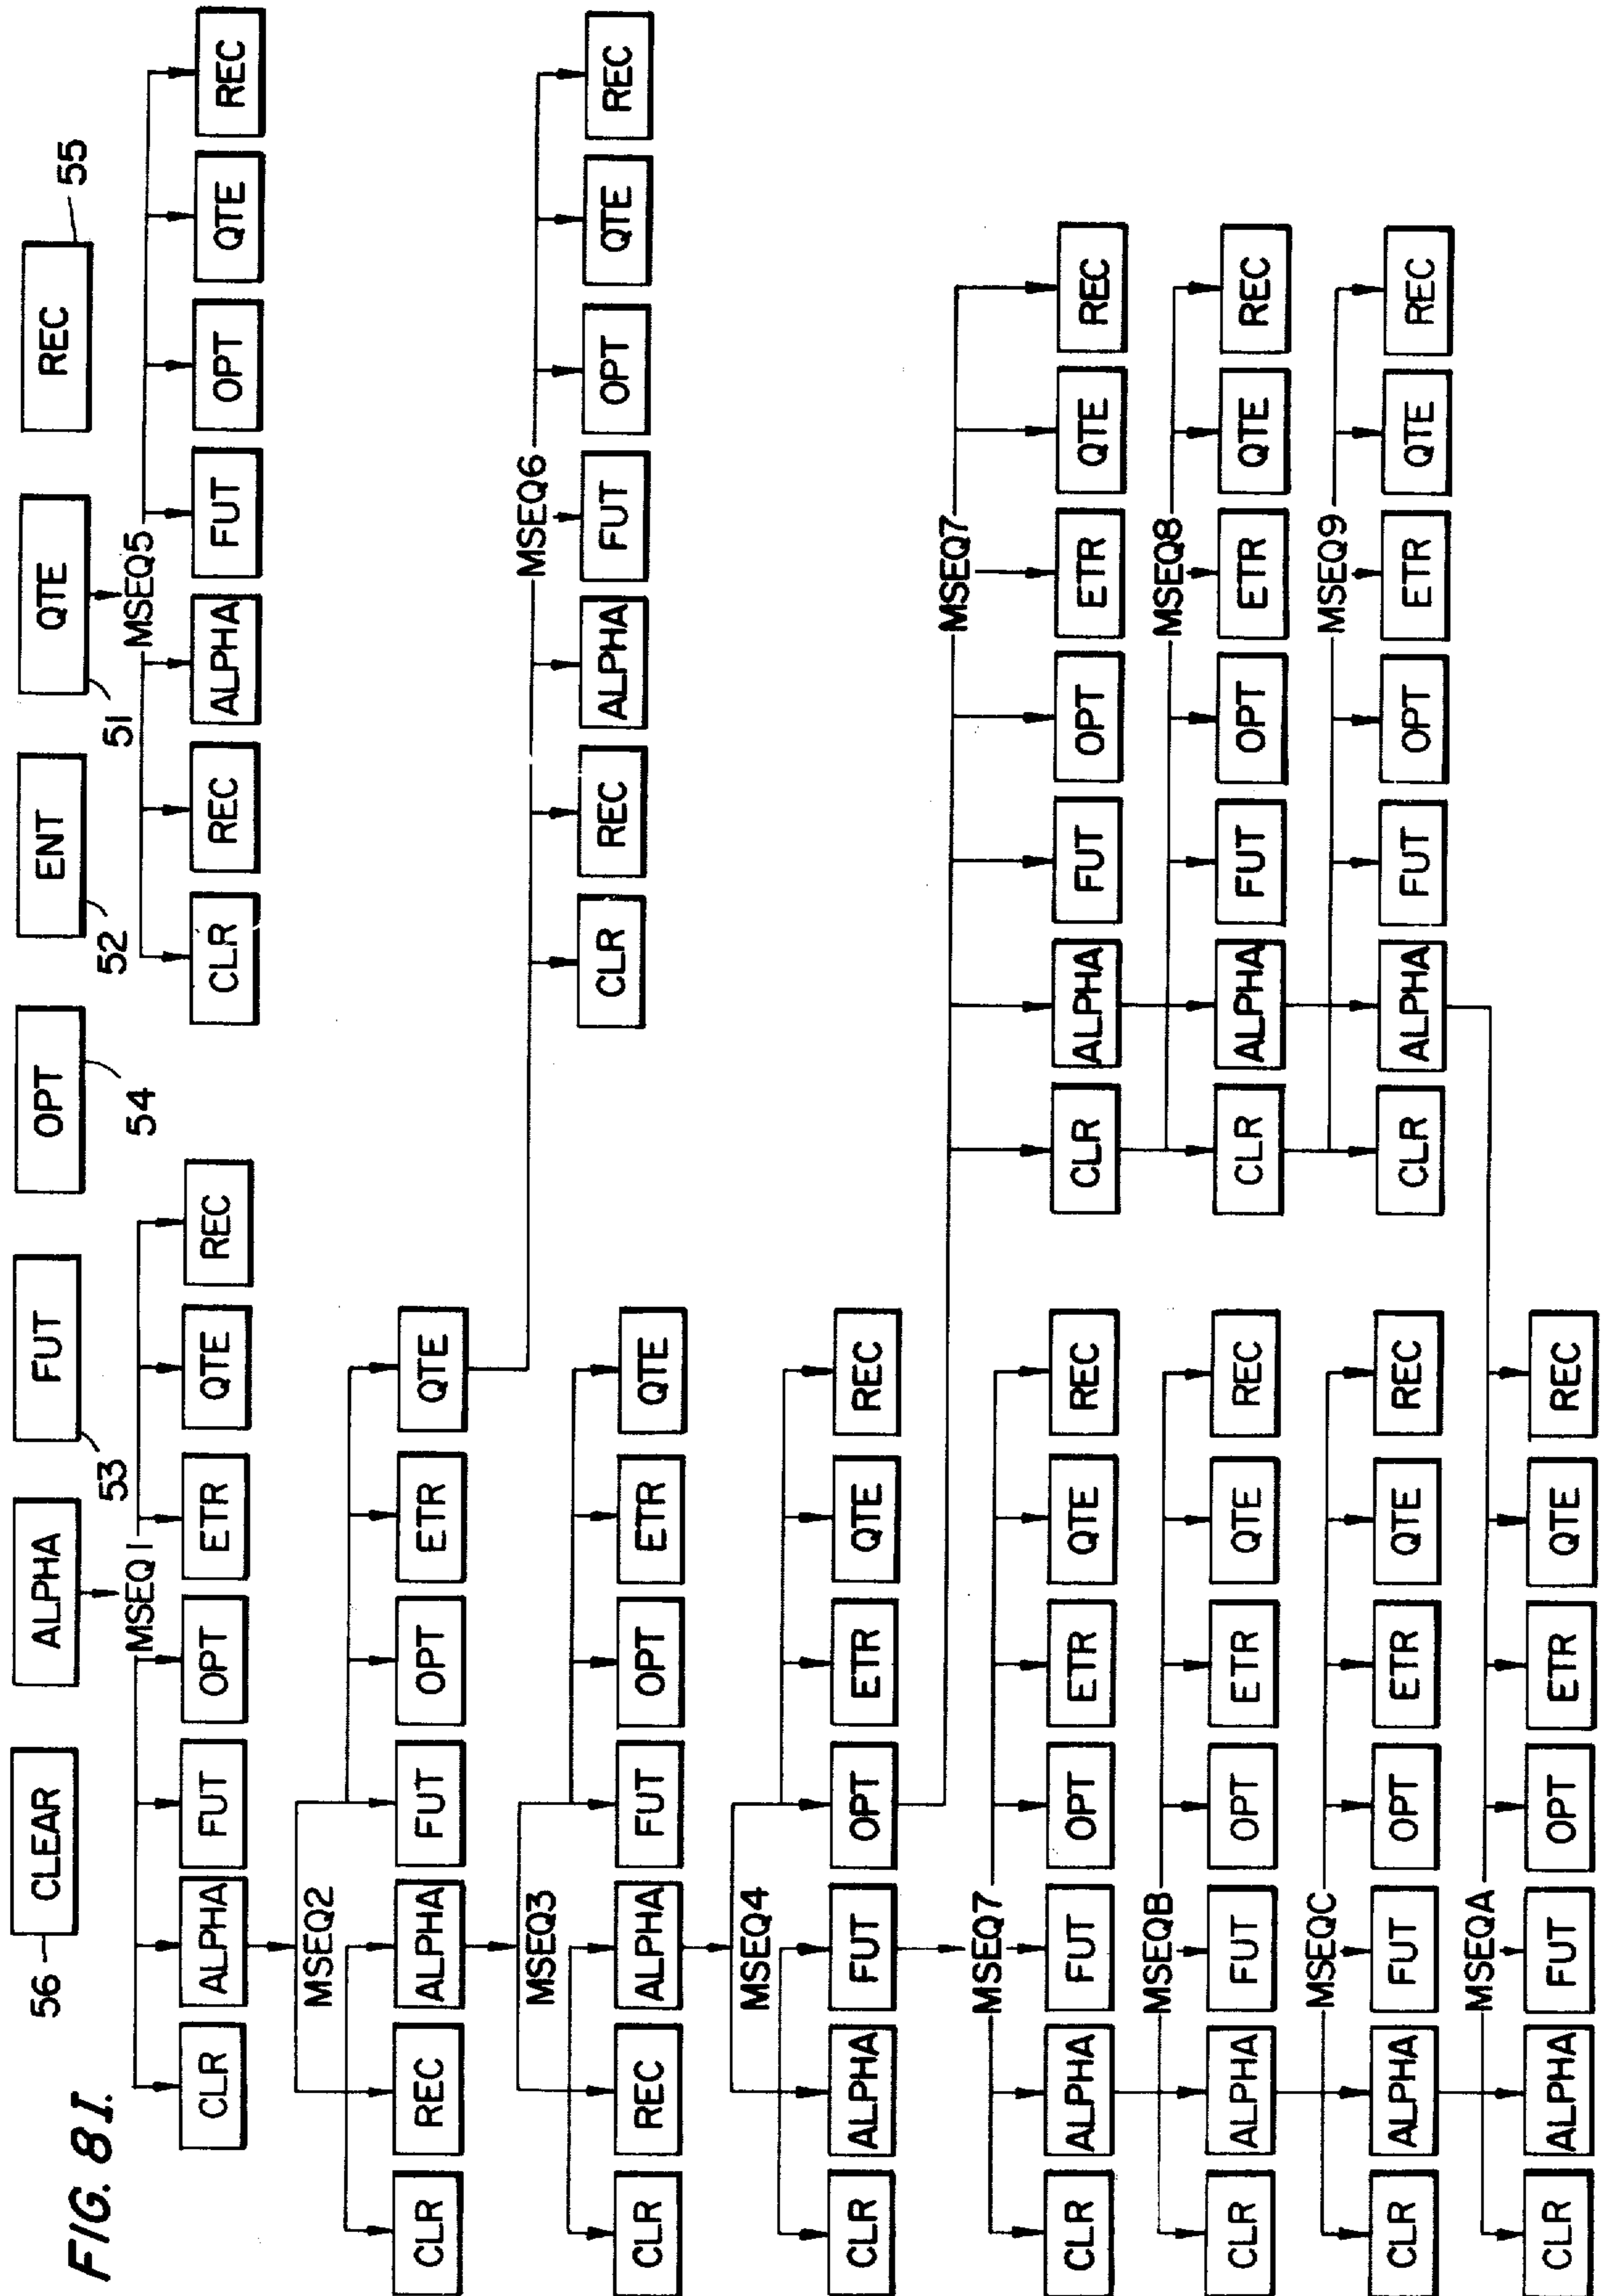 FIG. 8I.
56 CLEAR ALPHA FUT OPT ENT QTE REC
53 54 52 51 55
MSEQ1 MSEQ5
CLR ALPHA FUT OPT ETR QTE REC
CLR REC ALPHA FUT OPT QTE REC
MSEQ2
CLR REC ALPHA FUT OPT ETR QTE
MSEQ6
CLR REC ALPHA FUT OPT QTE REC
MSEQ3
CLR REC ALPHA FUT OPT ETR QTE
MSEQ4
CLR ALPHA FUT OPT ETR QTE REC
MSEQ7 MSEQ7
CLR ALPHA FUT OPT ETR QTE REC
CLR ALPHA FUT OPT ETR QTE REC
MSEQB MSEQ8
CLR ALPHA FUT OPT ETR QTE REC
CLR ALPHA FUT OPT ETR QTE REC
MSEQC MSEQ9
CLR ALPHA FUT OPT ETR QTE REC
CLR ALPHA FUT OPT ETR QTE REC
MSEQA
CLR ALPHA FUT OPT ETR QTE REC